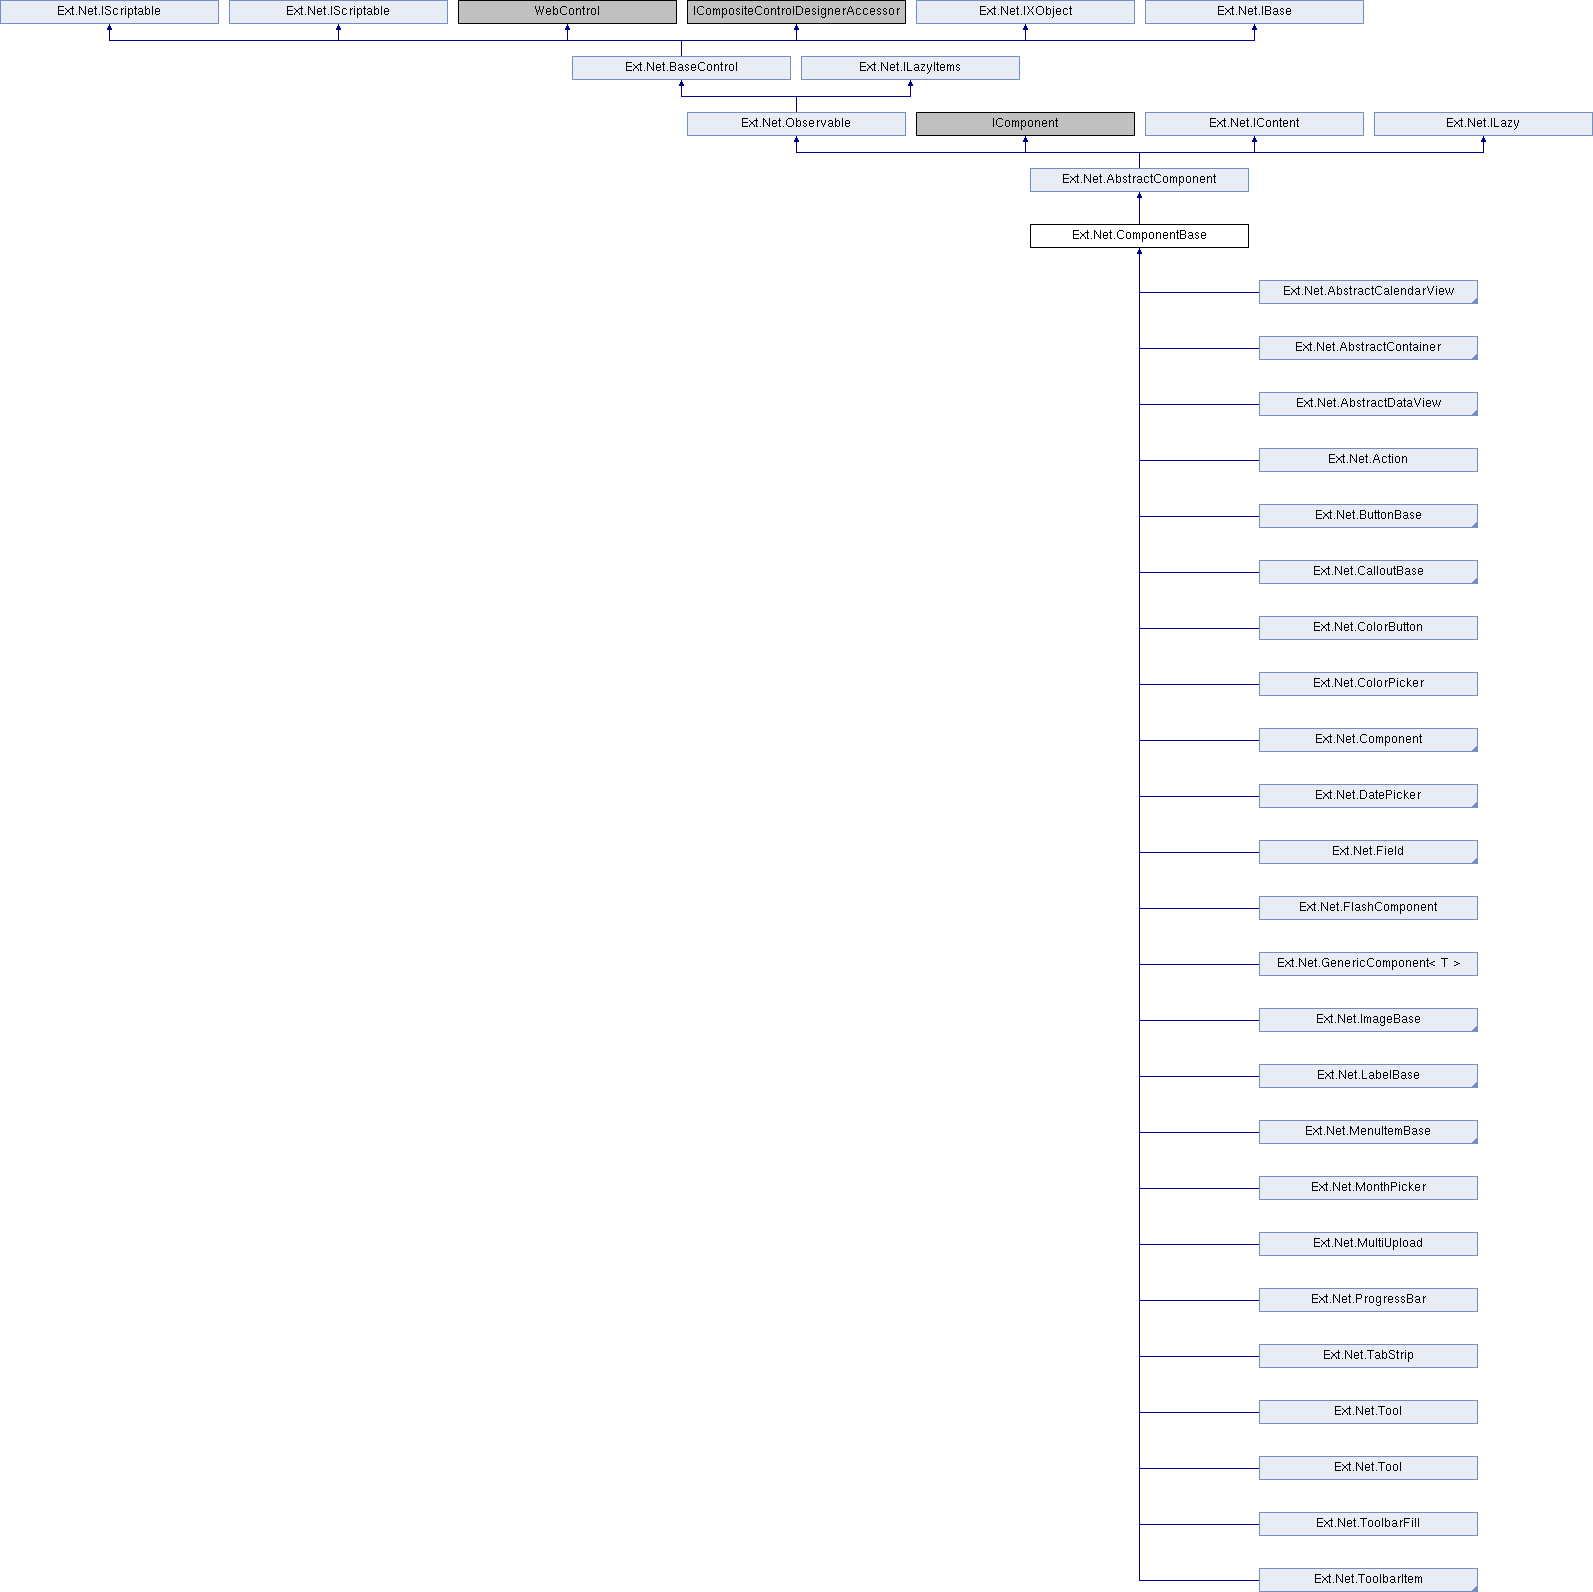 Ext.Net.IScriptable
Ext.Net.IScriptable
WebControl
ICompositeControlDesignerAccessor
Ext.Net.IXObject
Ext.Net.IBase
Ext.Net.BaseControl
Ext.Net.ILazyItems
Ext.Net.Observable
IComponent
Ext.Net.IContent
Ext.Net.ILazy
Ext.Net.AbstractComponent
Ext.Net.ComponentBase
Ext.Net.AbstractCalendarView
Ext.Net.AbstractContainer
Ext.Net.AbstractDataView
Ext.Net.Action
Ext.Net.ButtonBase
Ext.Net.CalloutBase
Ext.Net.ColorButton
Ext.Net.ColorPicker
Ext.Net.Component
Ext.Net.DatePicker
Ext.Net.Field
Ext.Net.FlashComponent
Ext.Net.GenericComponent< T >
Ext.Net.ImageBase
Ext.Net.LabelBase
Ext.Net.MenuItemBase
Ext.Net.MonthPicker
Ext.Net.MultiUpload
Ext.Net.ProgressBar
Ext.Net.TabStrip
Ext.Net.Tool
Ext.Net.Tool
Ext.Net.ToolbarFill
Ext.Net.ToolbarItem